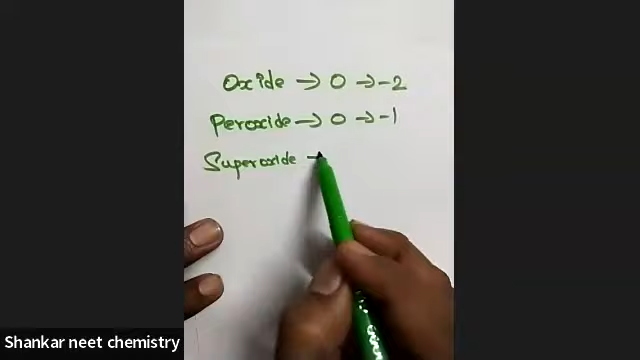 Oxide → O → -2
Peroxide → O → -1
Superoxide →
Shankar neet chemistry